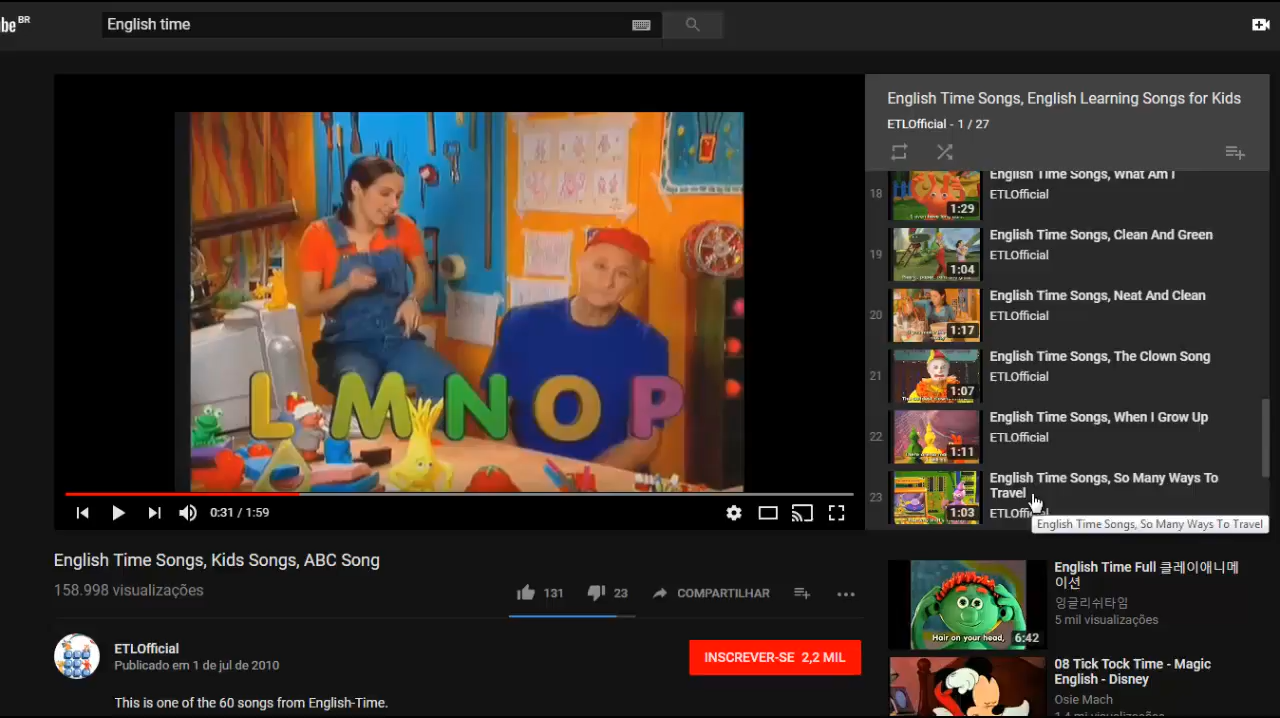 be BR
English time
L M N O P
0:31 / 1:59
English Time Songs, English Learning Songs for Kids
ETLOfficial - 1 / 27
18
English Time Songs, What Am I
ETLOfficial
1:29
19
English Time Songs, Clean And Green
ETLOfficial
1:04
20
English Time Songs, Neat And Clean
ETLOfficial
1:17
21
English Time Songs, The Clown Song
ETLOfficial
1:07
22
English Time Songs, When I Grow Up
ETLOfficial
1:11
23
English Time Songs, So Many Ways To
Travel
ETLOfficial
1:03
English Time Songs, So Many Ways To Travel
English Time Songs, Kids Songs, ABC Song
158.998 visualizações
131
23
COMPARTILHAR
ETLOfficial
Publicado em 1 de jul de 2010
INSCREVER-SE 2,2 MIL
This is one of the 60 songs from English-Time.
Hair on your head,
6:42
English Time Full 클레이애니메
이션
잉글리쉬타임
5 mil visualizações
08 Tick Tock Time - Magic
English - Disney
Osie Mach
1,4 mi visualizações